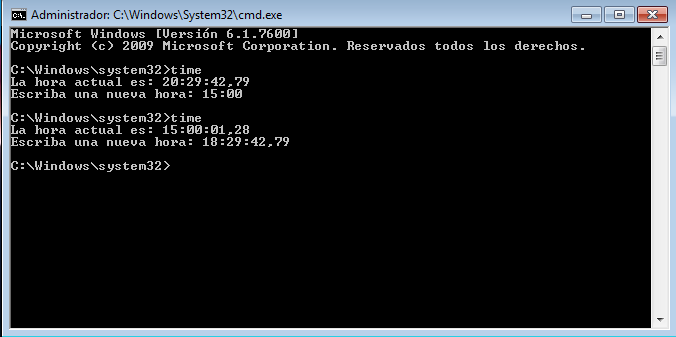 Administrador: C:\Windows\System32\cmd.exe
Microsoft Windows [Versión 6.1.7600]
Copyright (c) 2009 Microsoft Corporation. Reservados todos los derechos.
C:\Windows\system32>time
La hora actual es: 20:29:42,79
Escriba una nueva hora: 15:00
C:\Windows\system32>time
La hora actual es: 15:00:01,28
Escriba una nueva hora: 18:29:42,79
C:\Windows\system32>